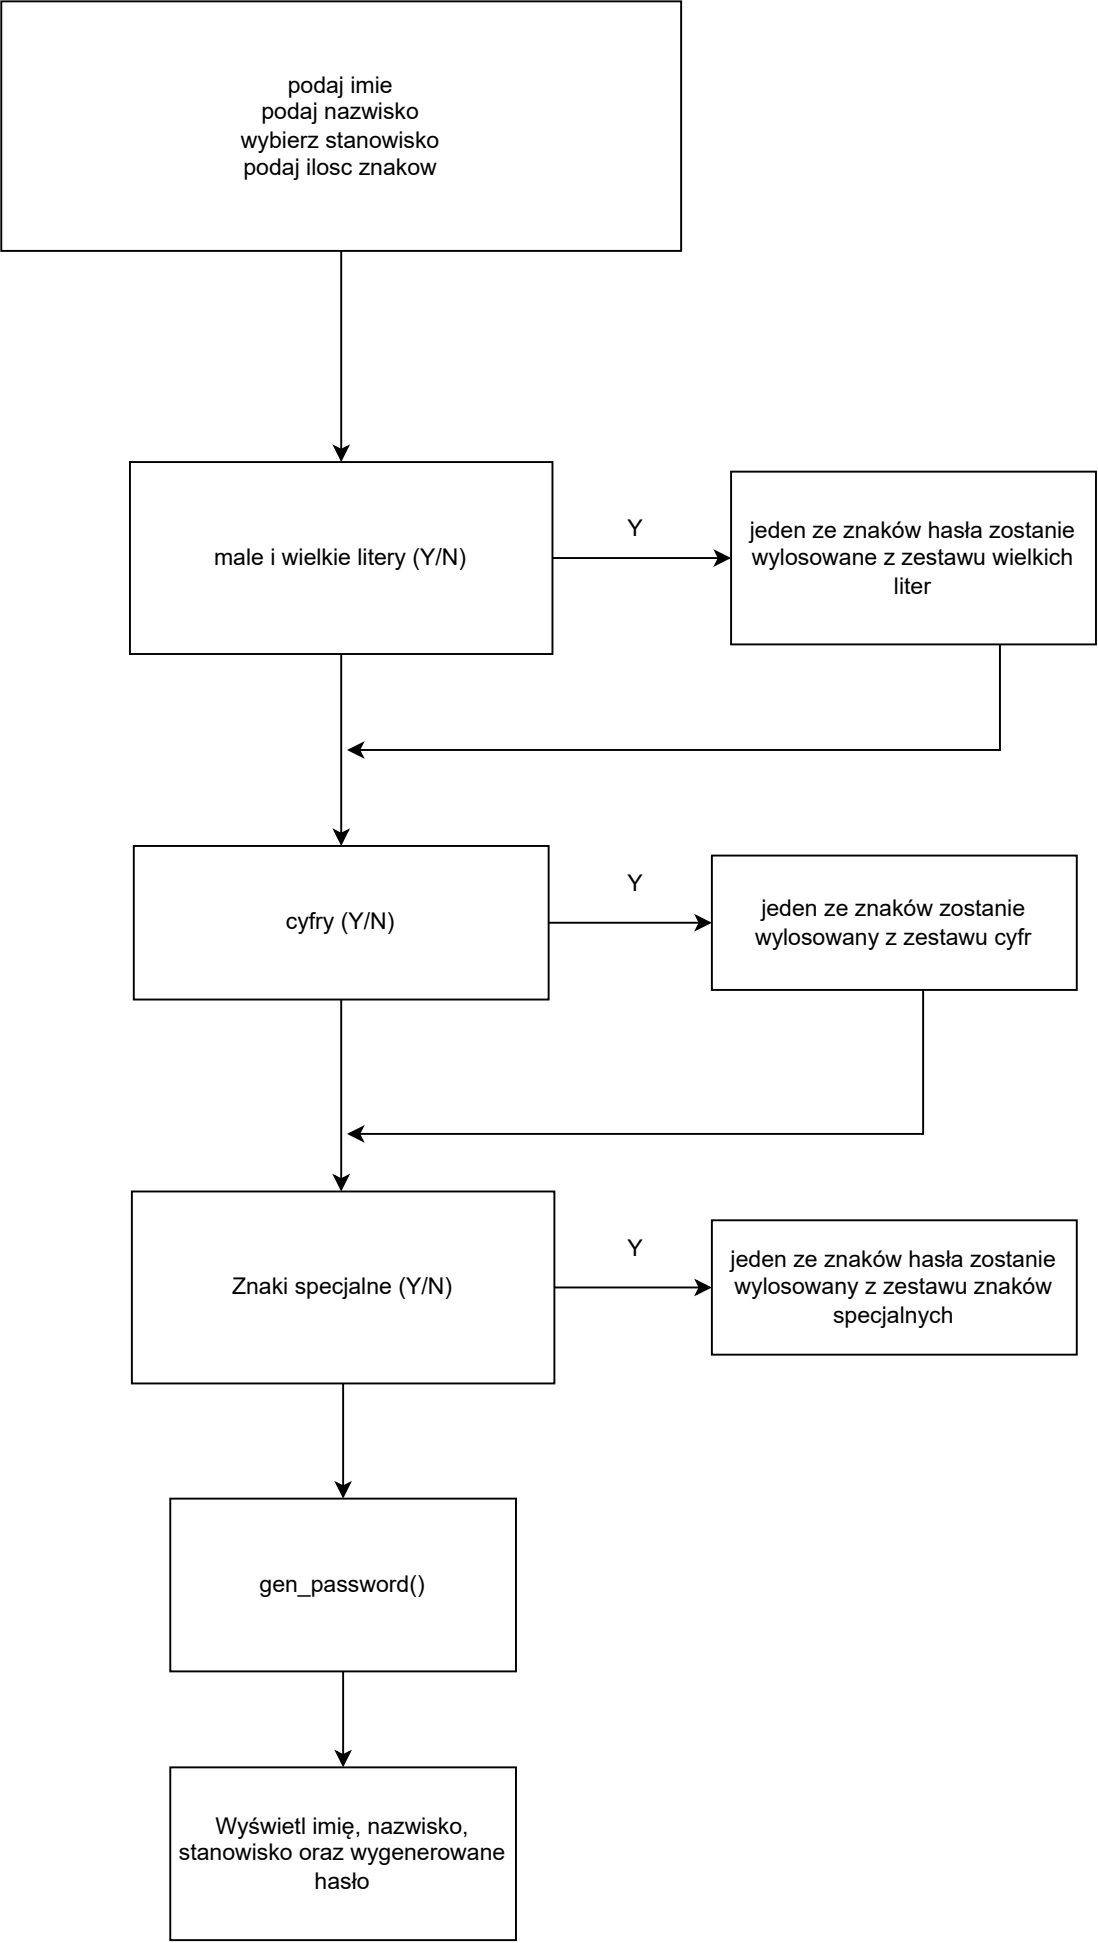 podaj imie
podaj nazwisko
wybierz stanowisko
podaj ilosc znakow
male i wielkie litery (Y/N)
Y
jeden ze znaków hasła zostanie
wylosowane z zestawu wielkich
liter
cyfry (Y/N)
Y
jeden ze znaków zostanie
wylosowany z zestawu cyfr
Znaki specjalne (Y/N)
Y
jeden ze znaków hasła zostanie
wylosowany z zestawu znaków
specjalnych
gen_password()
Wyświetl imię, nazwisko,
stanowisko oraz wygenerowane
hasło